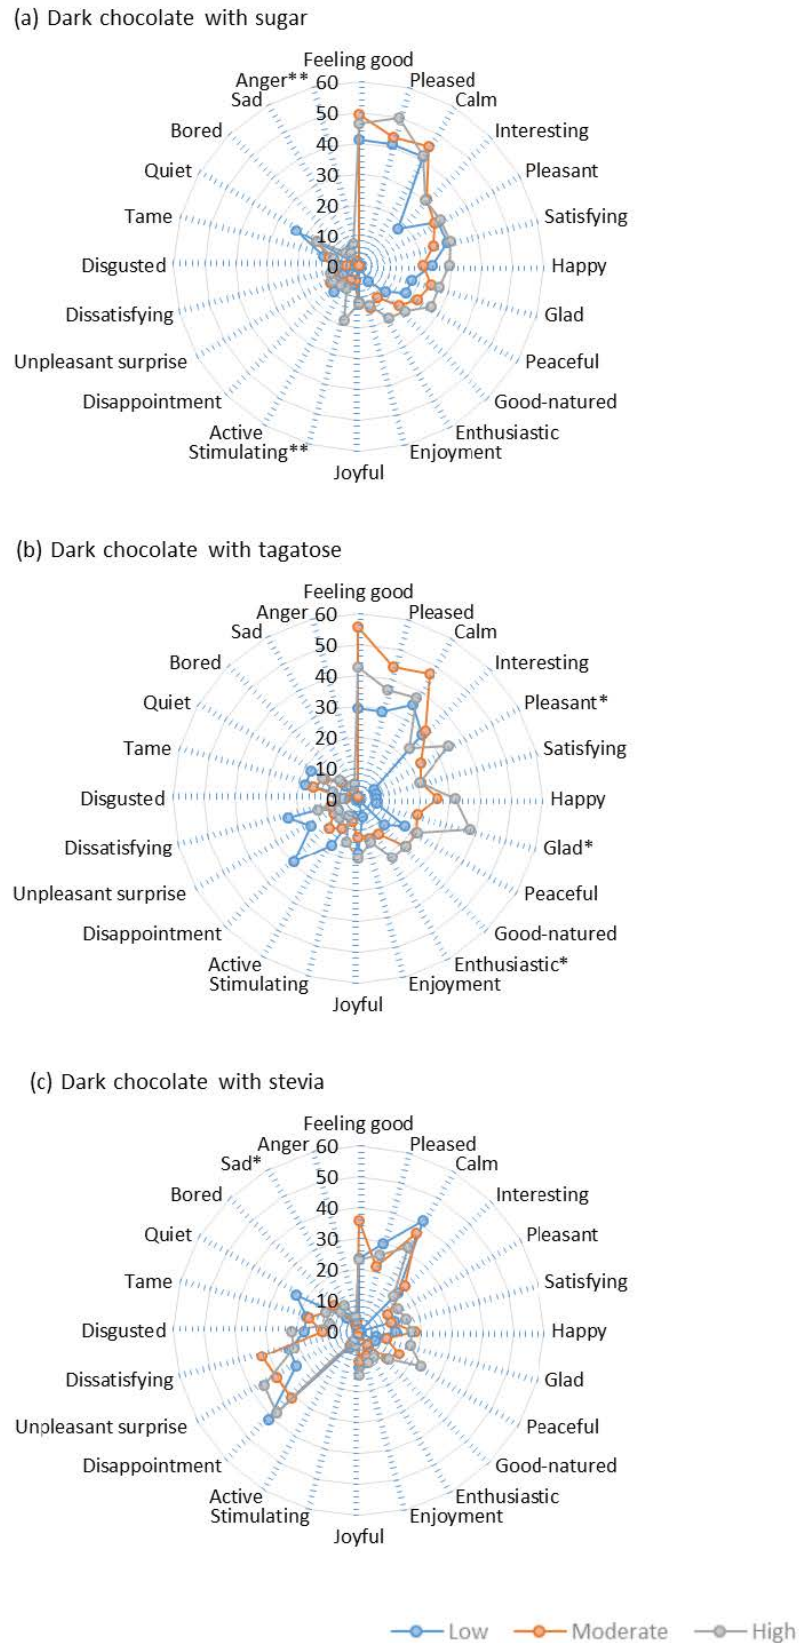 (a) Dark chocolate with sugar
Feeling good
Anger** 60 Pleased
Sad Calm
50
Bored Interesting
40
Quiet 30 Pleasant
20
Tame Satisfying
10
Disgusted 0 Happy
Dissatisfying Glad
Unpleasant surprise Peaceful
Disappointment Good-natured
Active Enthusiastic
Stimulating** Enjoyment
Joyful
(b) Dark chocolate with tagatose
Feeling good
Anger 60 Pleased
Sad Calm
50
Bored Interesting
40
Quiet 30 Pleasant*
20
Tame Satisfying
10
Disgusted 0 Happy
Dissatisfying Glad*
Unpleasant surprise Peaceful
Disappointment Good-natured
Active Enthusiastic*
Stimulating Enjoyment
Joyful
(c) Dark chocolate with stevia
Feeling good
Anger 60 Pleased
Sad* Calm
50
Bored Interesting
40
Quiet 30 Pleasant
20
Tame Satisfying
10
Disgusted 0 Happy
Dissatisfying Glad
Unpleasant surprise Peaceful
Disappointment Good-natured
Active Enthusiastic
Stimulating Enjoyment
Joyful
Low Moderate High